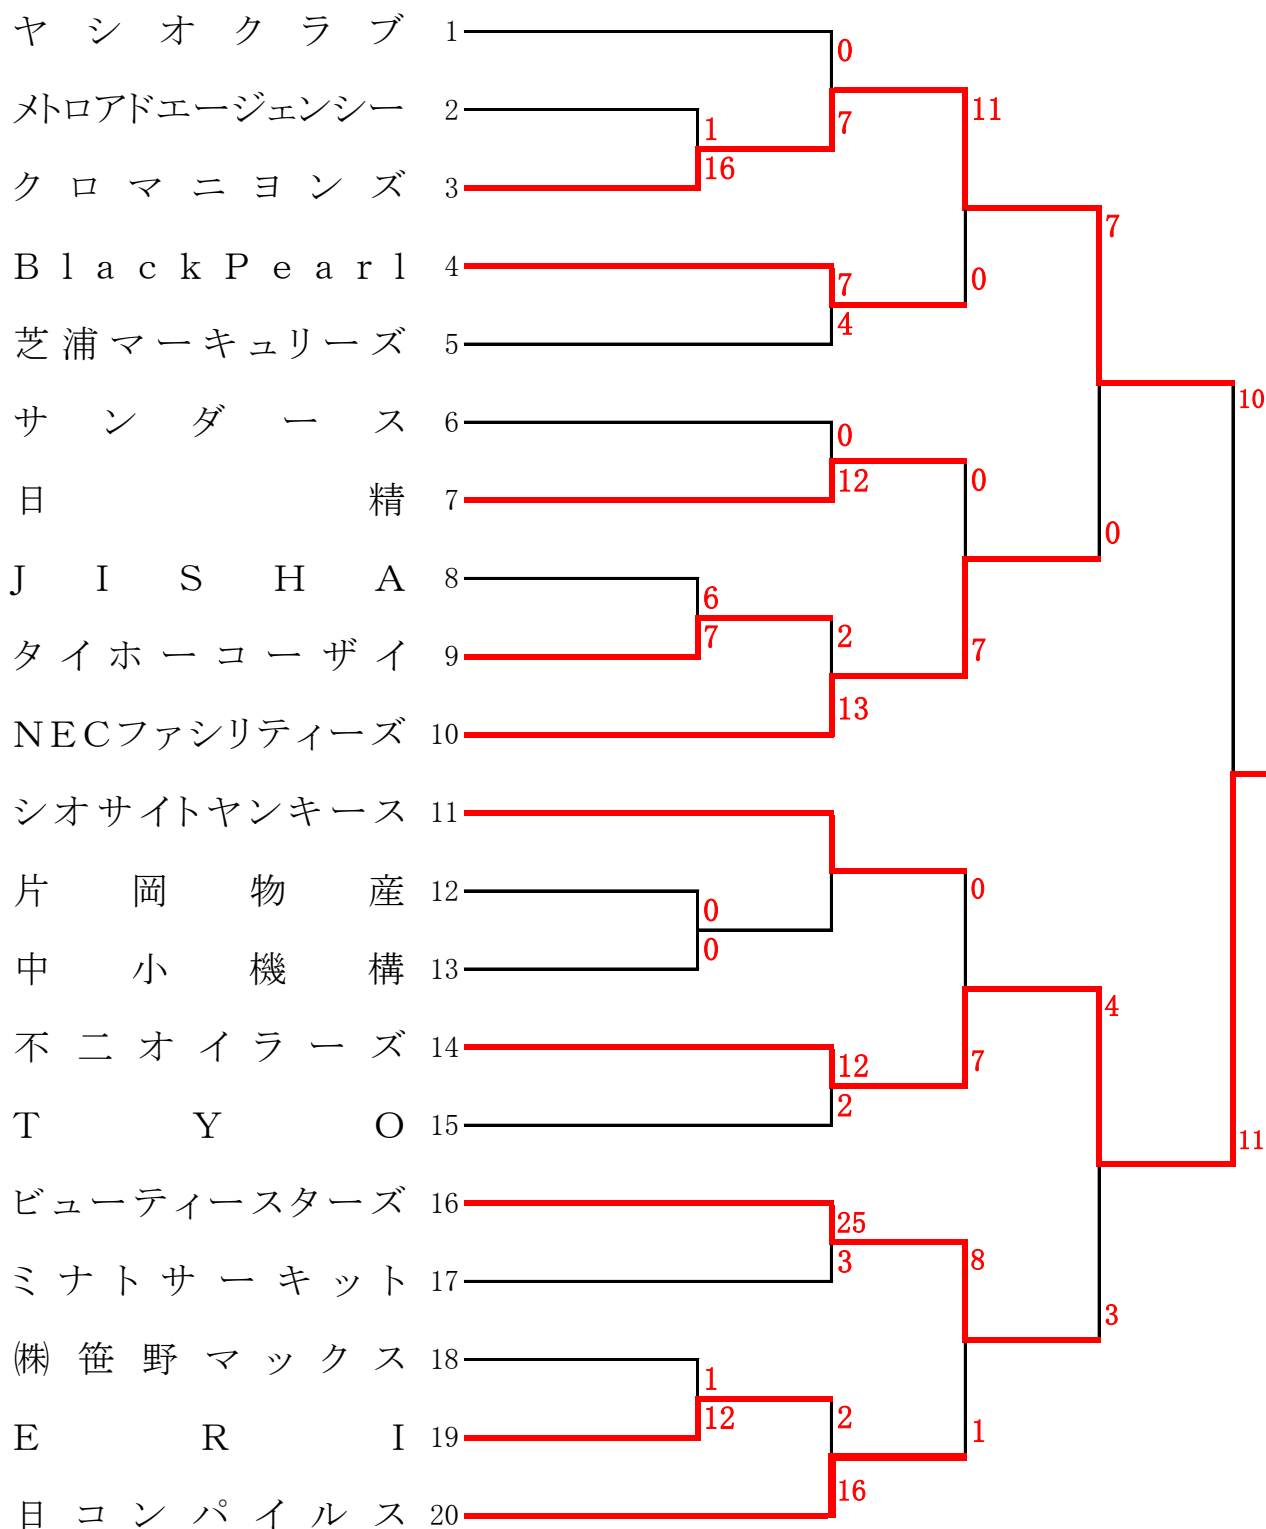 ヤシオクラブ 1
0
メトロアドエージェンシー 2
11
7
1
16
クロマニヨンズ 3
7
BlackPearl 4
7
0
4
芝浦マーキュリーズ 5
10
サンダース 6
0
12
0
日精 7
0
JISHA 8
6
7
2
タイホーコーザイ 9
7
13
NECファシリティーズ 10
シオサイトヤンキース 11
片岡物産 12
0
0
0
中小機構 13
4
不二オイラーズ 14
12
7
2
TYO 15
11
ビューティースターズ 16
25
3
8
ミナトサーキット 17
3
㈱笹野マックス 18
1
12
2
ERI 19
1
16
日コンパイルス 20